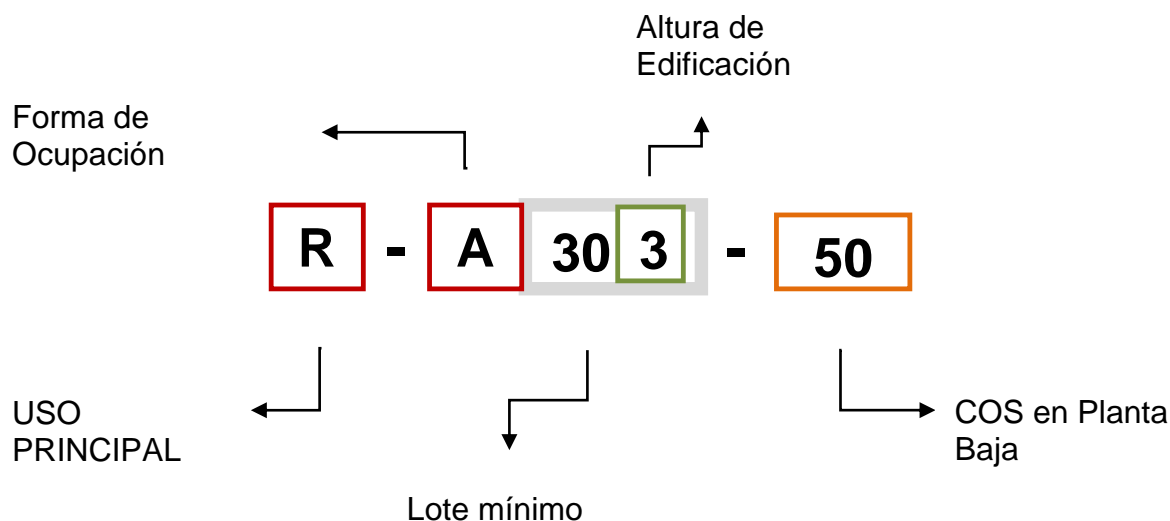 Altura de
Edificación
Forma de
Ocupación
R - A 30 3 - 50
USO
PRINCIPAL
COS en Planta
Baja
Lote mínimo